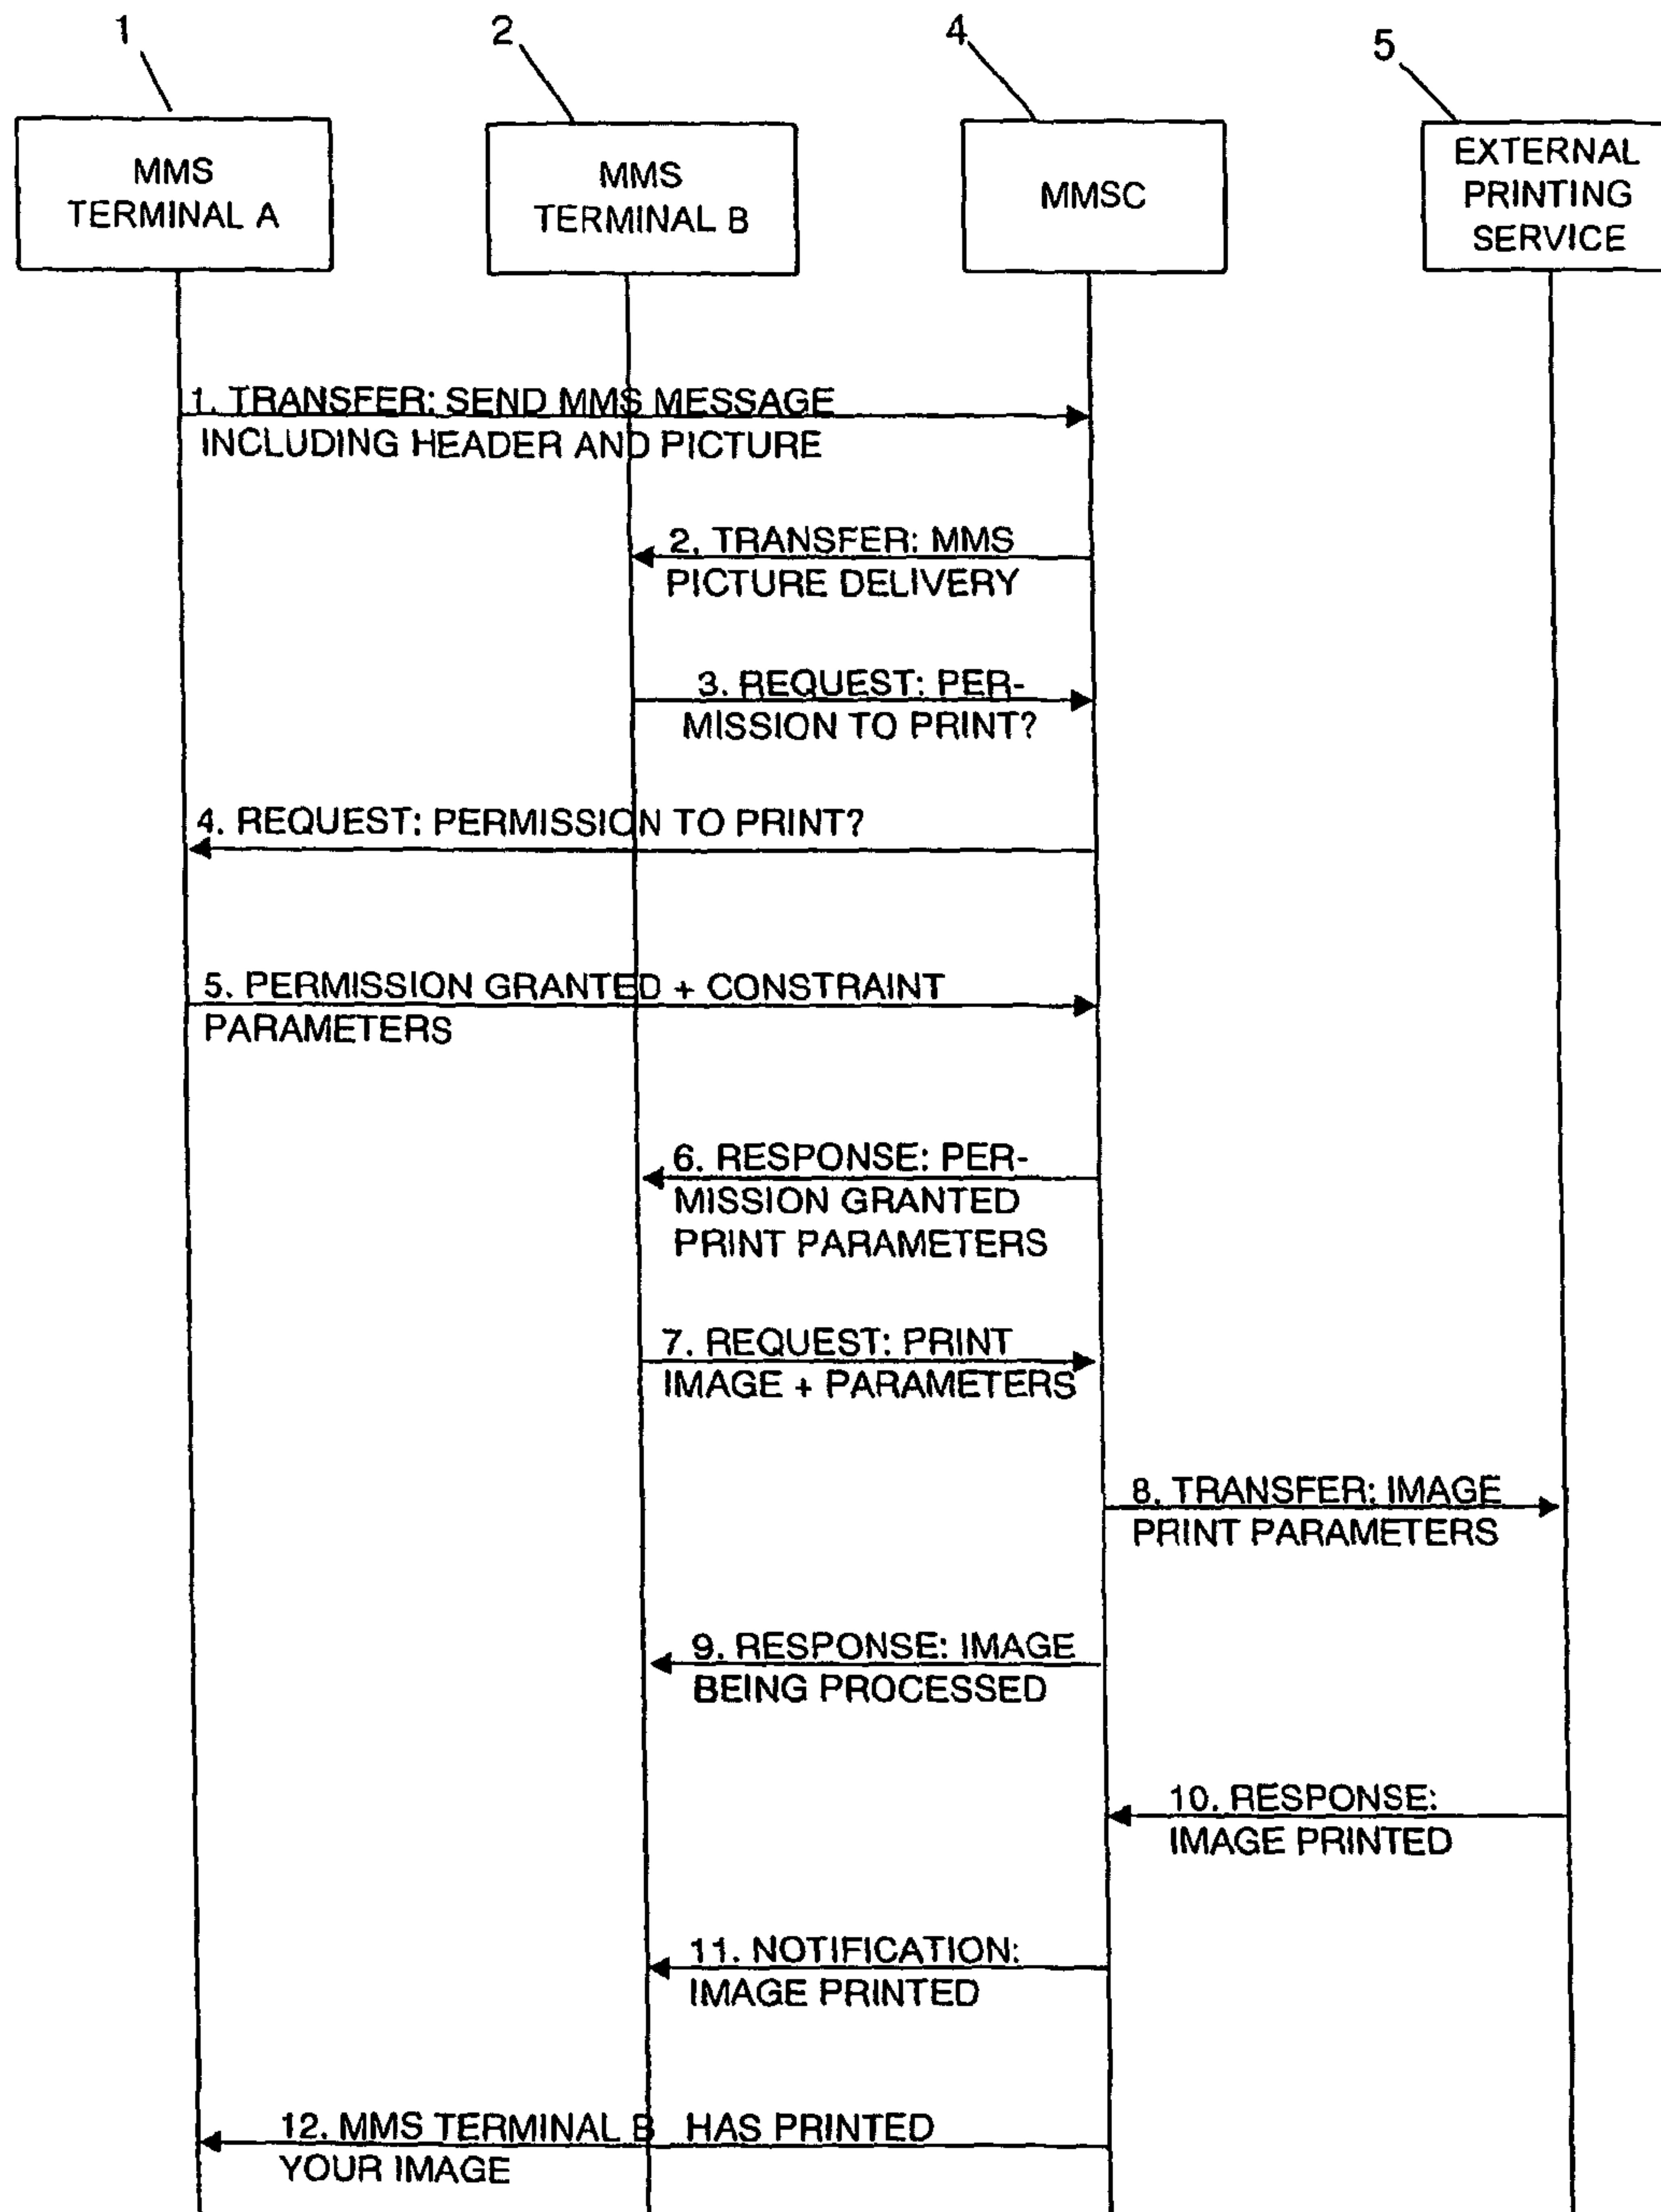 1
2
4
5
MMS
TERMINAL A
MMS
TERMINAL B
MMSC
EXTERNAL
PRINTING
SERVICE
1. TRANSFER: SEND MMS MESSAGE
INCLUDING HEADER AND PICTURE
2. TRANSFER: MMS
PICTURE DELIVERY
3. REQUEST: PER-
MISSION TO PRINT?
4. REQUEST: PERMISSION TO PRINT?
5. PERMISSION GRANTED + CONSTRAINT
PARAMETERS
6. RESPONSE: PER-
MISSION GRANTED
PRINT PARAMETERS
7. REQUEST: PRINT
IMAGE + PARAMETERS
8. TRANSFER: IMAGE
PRINT PARAMETERS
9. RESPONSE: IMAGE
BEING PROCESSED
10. RESPONSE:
IMAGE PRINTED
11. NOTIFICATION:
IMAGE PRINTED
12. MMS TERMINAL B HAS PRINTED
YOUR IMAGE